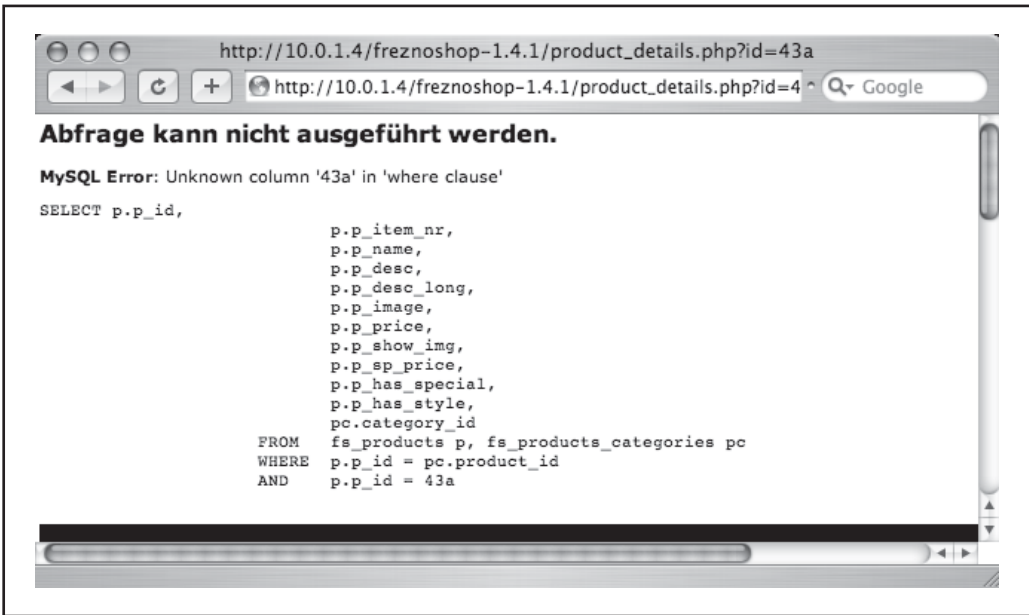 http://10.0.1.4/freznoshop-1.4.1/product_details.php?id=43a
http://10.0.1.4/freznoshop-1.4.1/product_details.php?id=4
Google
Abfrage kann nicht ausgeführt werden.
MySQL Error: Unknown column '43a' in 'where clause'
SELECT p.p_id,
p.p_item_nr,
p.p_name,
p.p_desc,
p.p_desc_long,
p.p_image,
p.p_price,
p.p_show_img,
p.p_sp_price,
p.p_has_special,
p.p_has_style,
pc.category_id
FROM fs_products p, fs_products_categories pc
WHERE p.p_id = pc.product_id
AND p.p_id = 43a